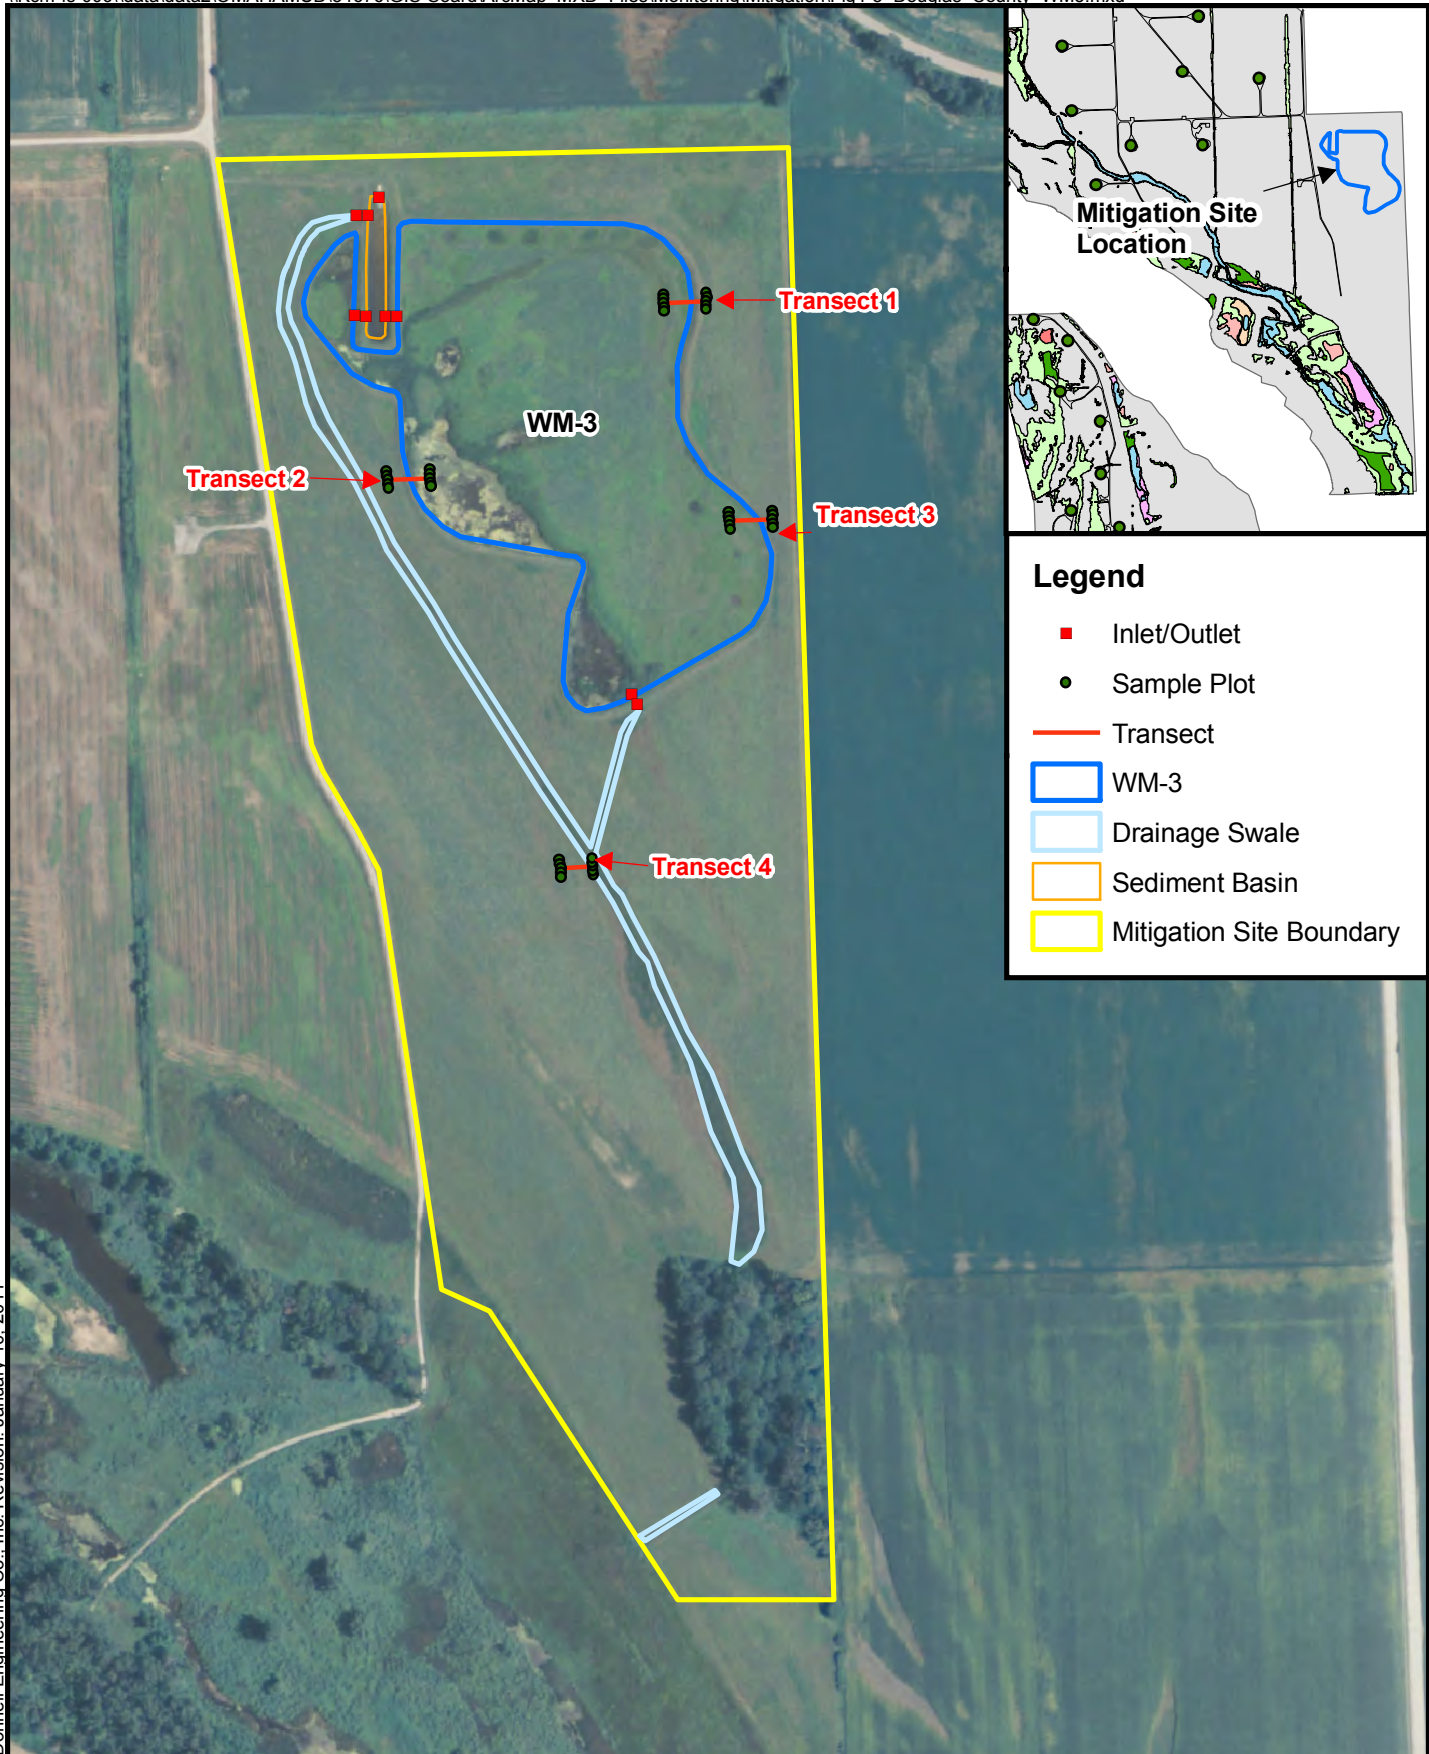 Mitigation Site
Location
Transect 1
WM-3
Transect 2
Transect 3
Transect 4
Legend
Inlet/Outlet
Sample Plot
Transect
WM-3
Drainage Swale
Sediment Basin
Mitigation Site Boundary